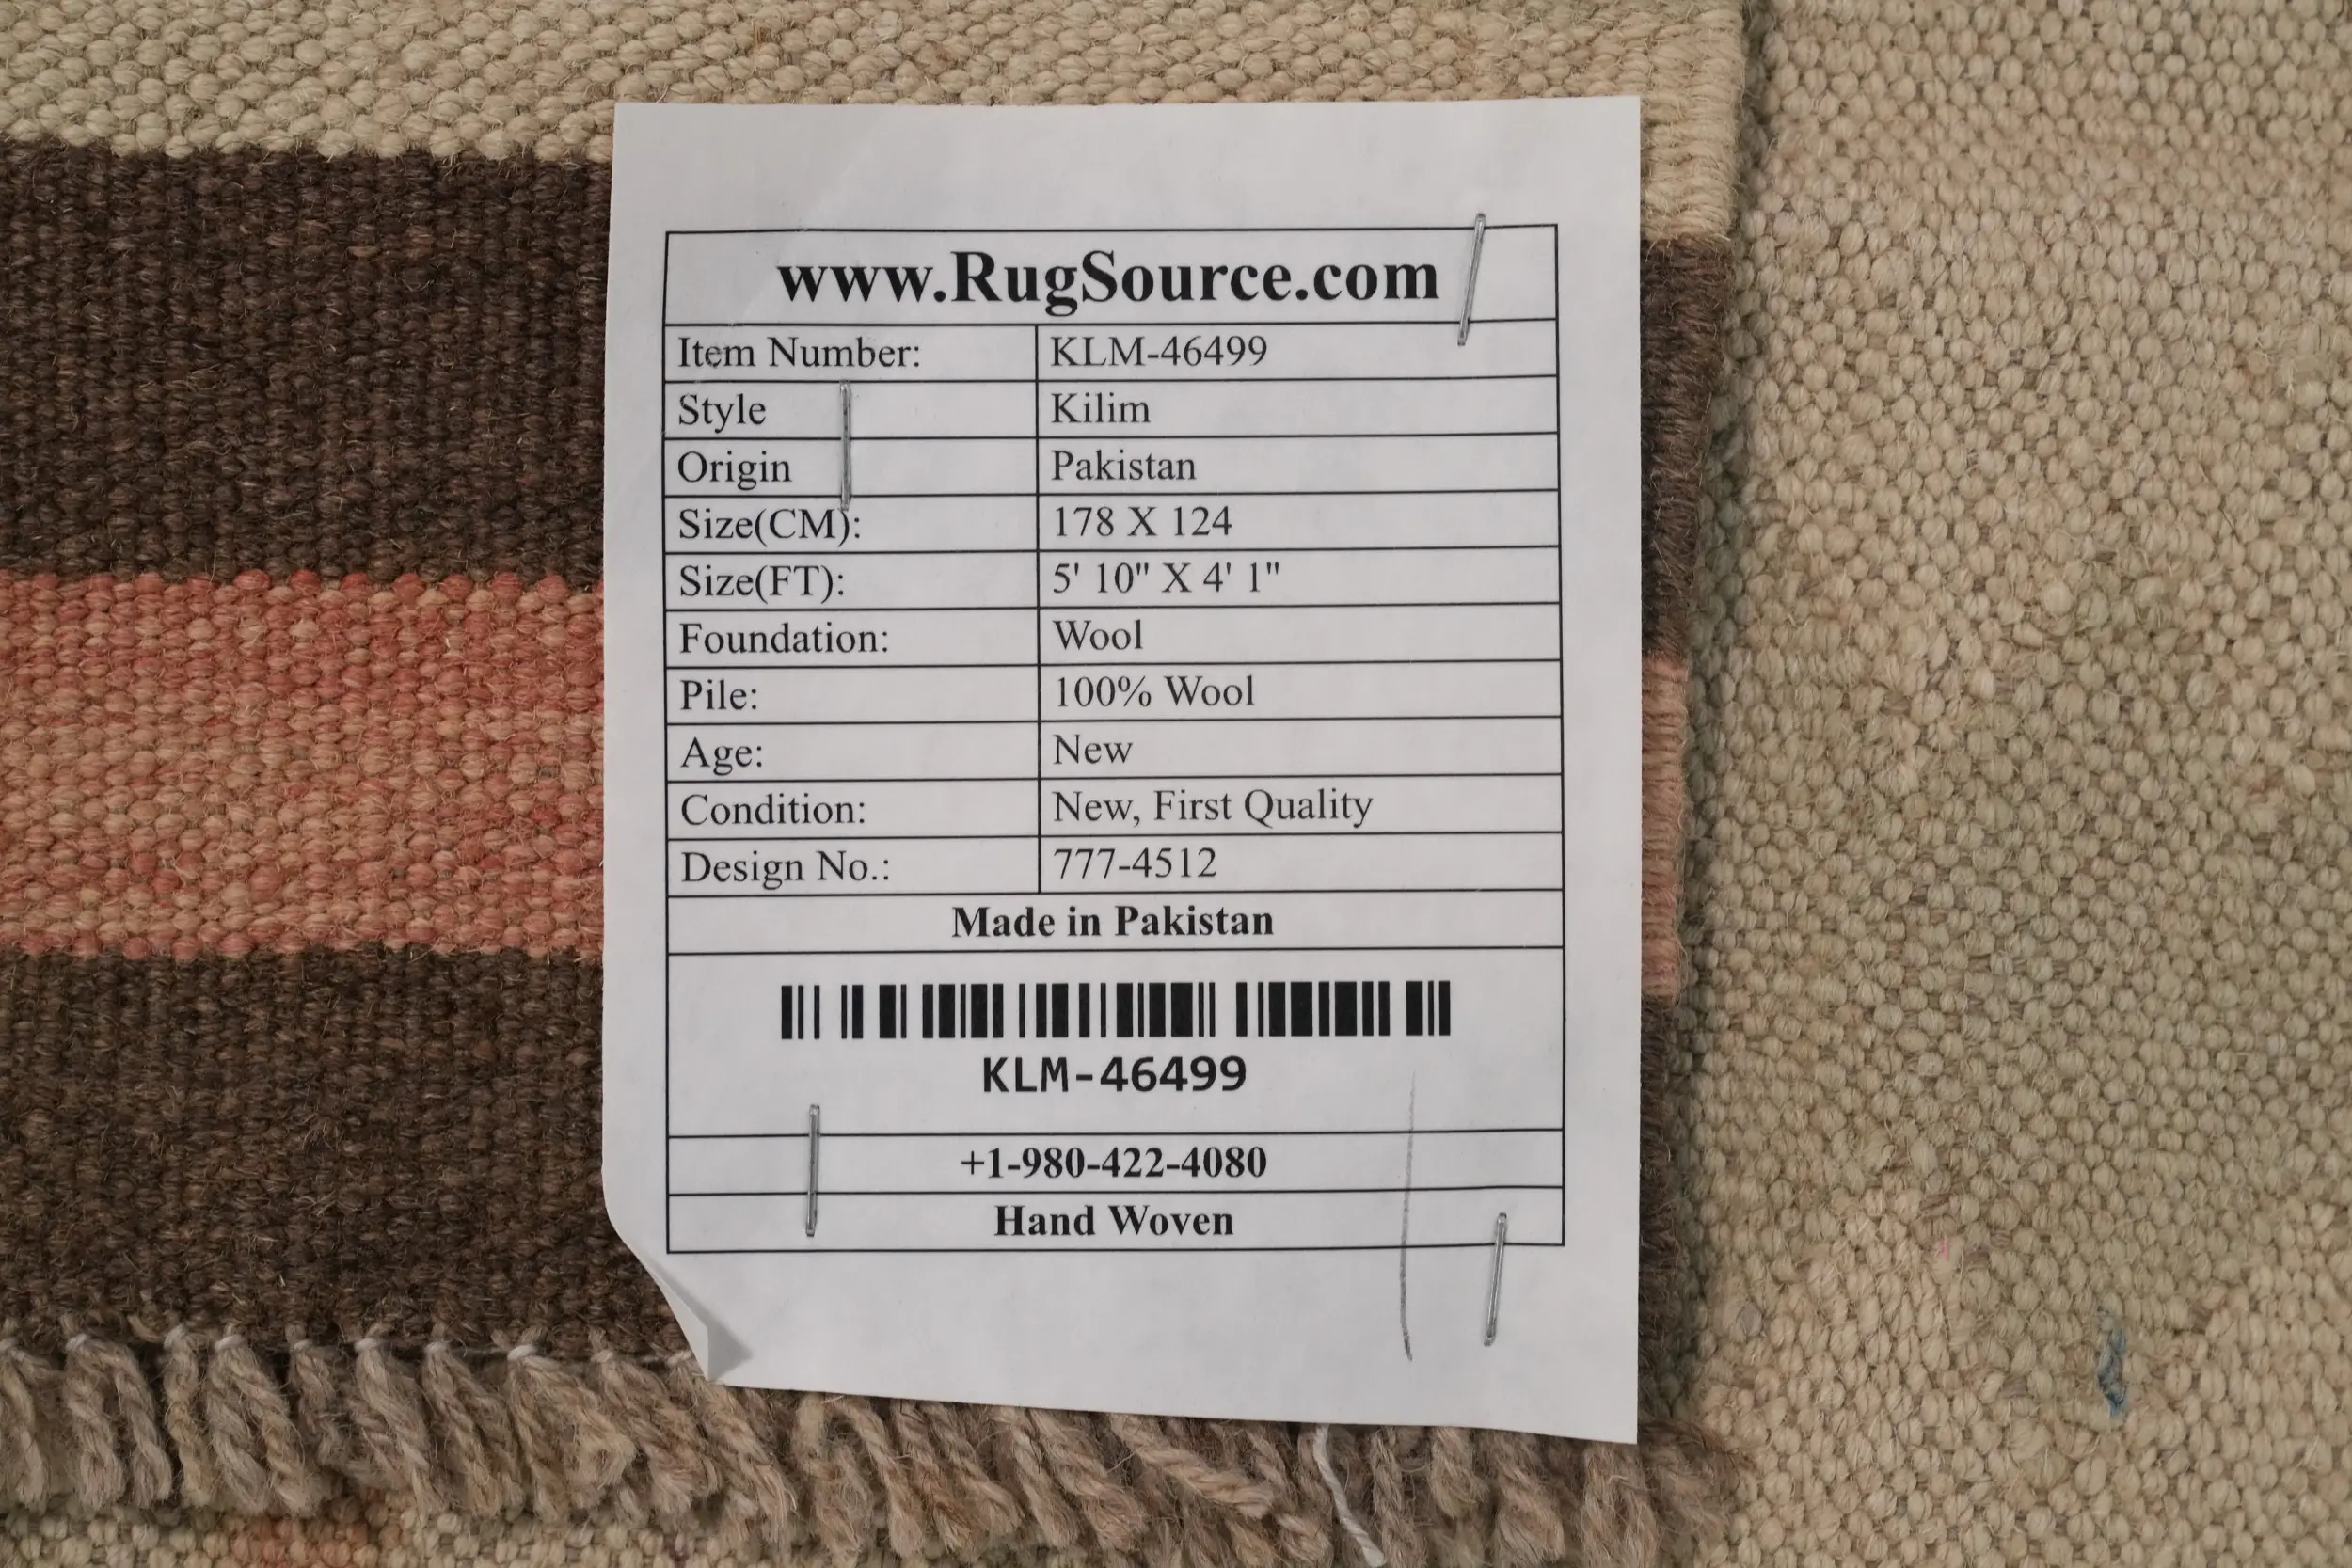 www.RugSource.com
Item Number: KLM-46499
Style Kilim
Origin Pakistan
Size(CM): 178 X 124
Size(FT): 5' 10" X 4' 1"
Foundation: Wool
Pile: 100% Wool
Age: New
Condition: New, First Quality
Design No.: 777-4512
Made in Pakistan
KLM-46499
+1-980-422-4080
Hand Woven